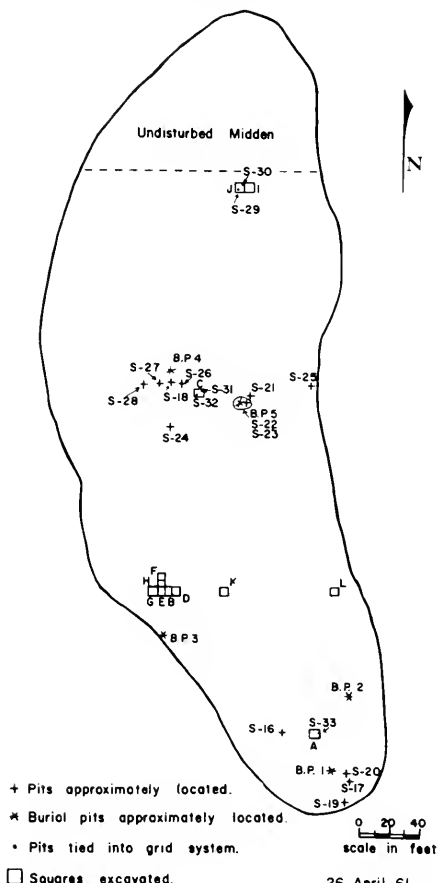 Undisturbed Midden
N
S-30
J I
S-29
S-27 B.P.4 S-26
C S-31 S-21 S-25
S-28 S-18 S-32 B.P.5
S-22
S-24 S-23
F
H K L
G E B D
B.P.3
B.P. 2
S-33
S-16
A
B.P. 1 S-20
S-17
S-19
+ Pits approximately located.
* Burial pits approximately located.
• Pits tied into grid system.
□ Squares excavated.
0 20 40
scale in feet
26 April 61